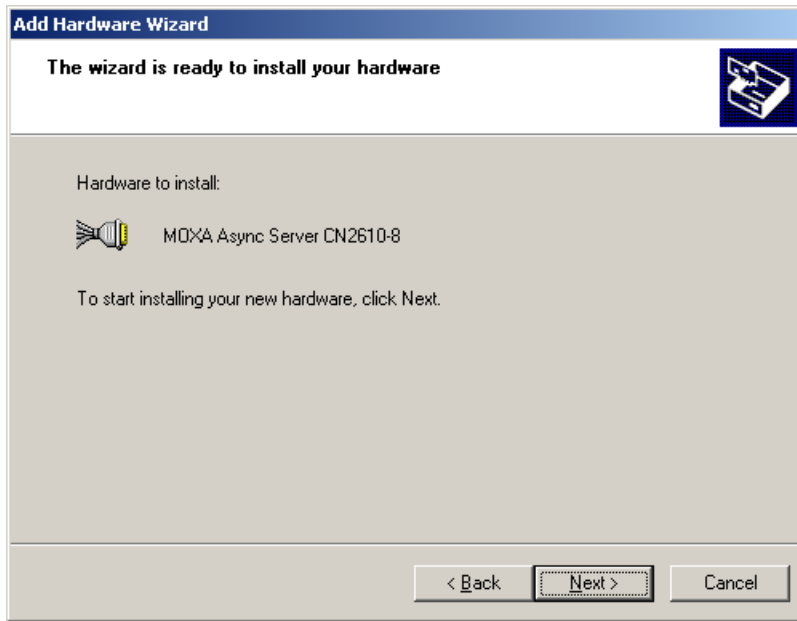 Add Hardware Wizard
The wizard is ready to install your hardware
Hardware to install:
MOXA Async Server CN2610-8
To start installing your new hardware, click Next.
< Back Next > Cancel